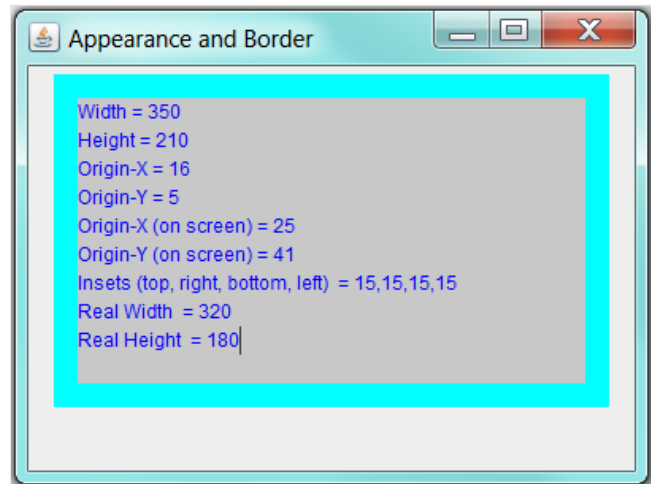 Appearance and Border
Width = 350
Height = 210
Origin-X = 16
Origin-Y = 5
Origin-X (on screen) = 25
Origin-Y (on screen) = 41
Insets (top, right, bottom, left)  = 15,15,15,15
Real Width  = 320
Real Height  = 180